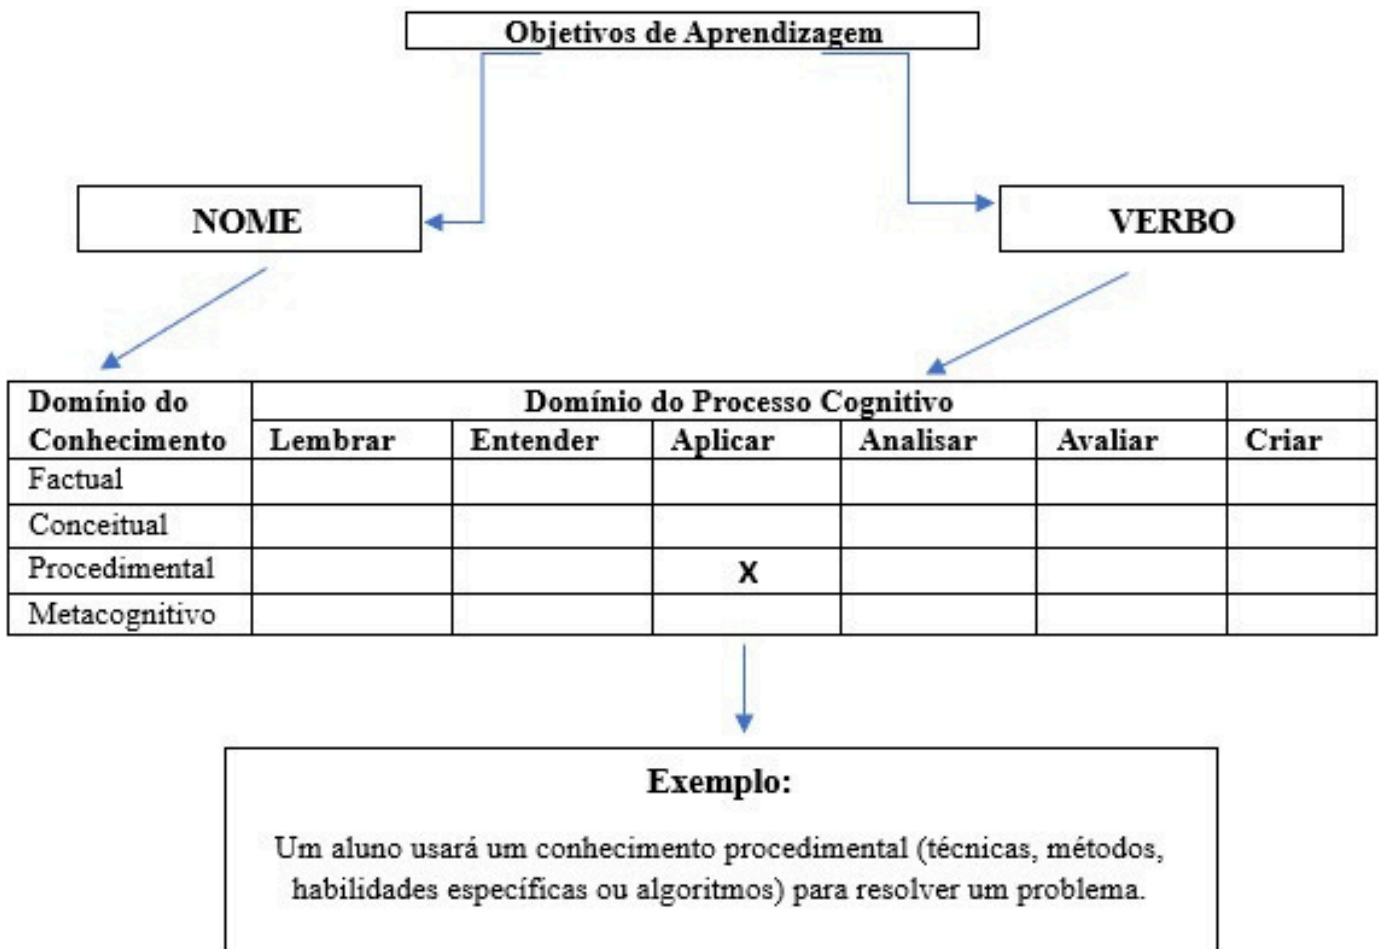 Objetivos de Aprendizagem
NOME
VERBO
Domínio do Conhecimento
Domínio do Processo Cognitivo
Lembrar Entender Aplicar Analisar Avaliar Criar
Factual
Conceitual
Procedimental X
Metacognitivo
Exemplo:
Um aluno usará um conhecimento procedimental (técnicas, métodos,
habilidades específicas ou algoritmos) para resolver um problema.